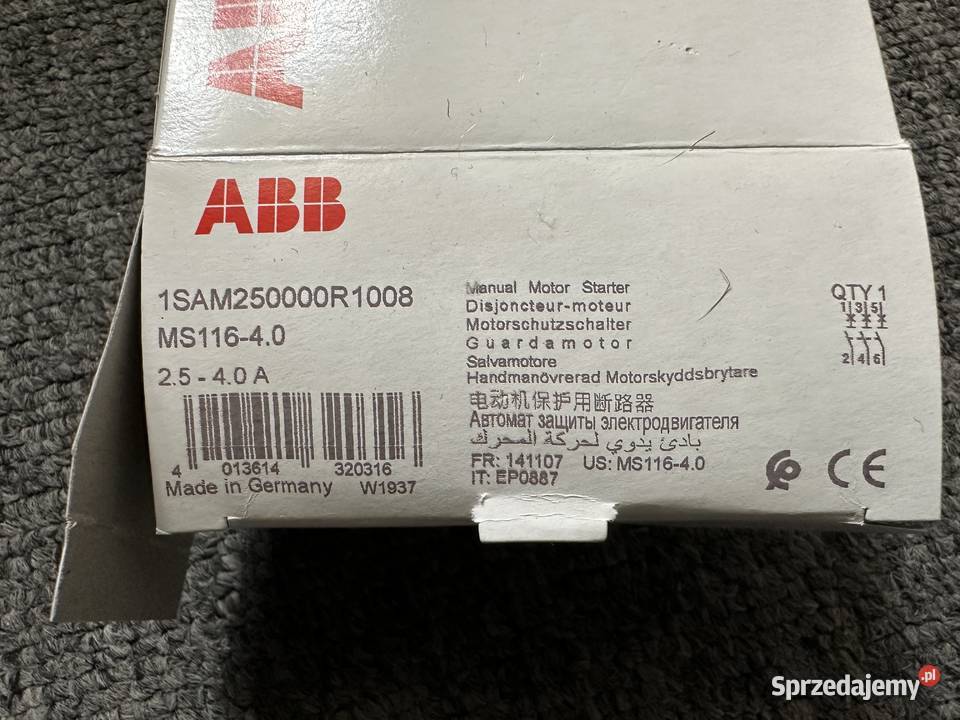 ABB
ABB
1SAM250000R1008
MS116-4.0
2.5 - 4.0 A
4 013614 320316
Made in Germany W1937
Manual Motor Starter
Disjoncteur-moteur
Motorschutzschalter
Guardamotor
Salvamotore
Handmanövrerad Motorskyddsbrytare
电动机保护用断路器
Автомат защиты электродвигателя
بادئ يدوي لحركة المحرك
FR: 141107 US: MS116-4.0
IT: EP0887
QTY 1
1 3 5
2 4 6
CE
Sprzedajemy.pl